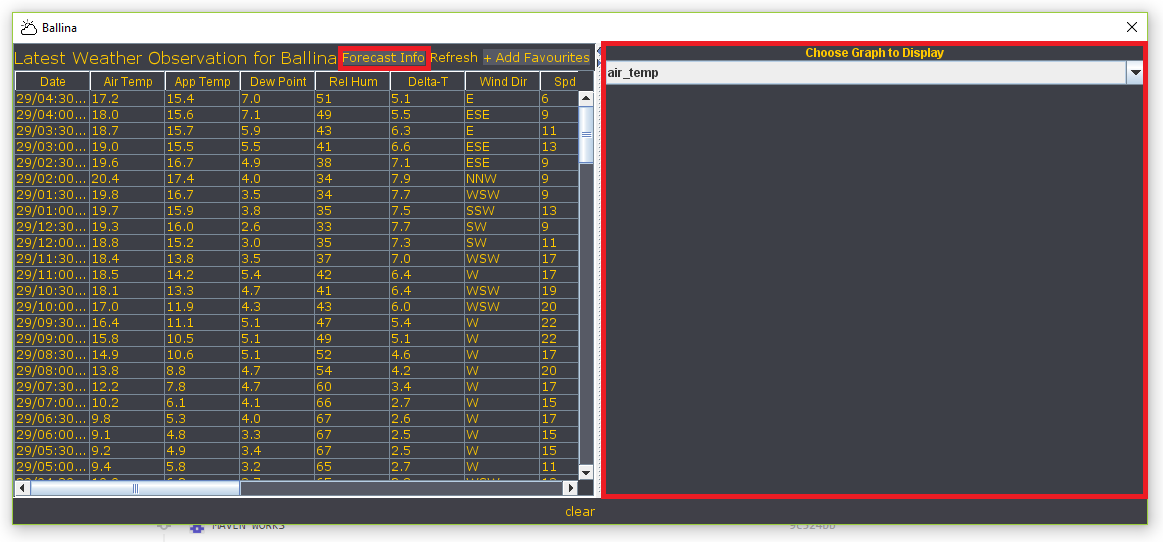 Ballina
Latest Weather Observation for Ballina Forecast Info Refresh + Add Favourites
Choose Graph to Display
air_temp
Date Air Temp App Temp Dew Point Rel Hum Delta-T Wind Dir Spd
29/04:30... 17.2 15.4 7.0 51 5.1 E 6
29/04:00... 18.0 15.6 7.1 49 5.5 ESE 9
29/03:30... 18.7 15.7 5.9 43 6.3 E 11
29/03:00... 19.0 15.5 5.5 41 6.6 ESE 13
29/02:30... 19.6 16.7 4.9 38 7.1 ESE 9
29/02:00... 20.4 17.4 4.0 34 7.9 NNW 9
29/01:30... 19.8 16.7 3.5 34 7.7 WSW 9
29/01:00... 19.7 15.9 3.8 35 7.5 SSW 13
29/12:30... 19.3 16.0 2.6 33 7.7 SW 9
29/12:00... 18.8 15.2 3.0 35 7.3 SW 11
29/11:30... 18.4 13.8 3.5 37 7.0 WSW 17
29/11:00... 18.5 14.2 5.4 42 6.4 W 17
29/10:30... 18.1 13.3 4.7 41 6.4 WSW 19
29/10:00... 17.0 11.9 4.3 43 6.0 WSW 20
29/09:30... 16.4 11.1 5.1 47 5.4 W 22
29/09:00... 15.8 10.5 5.1 49 5.1 W 22
29/08:30... 14.9 10.6 5.1 52 4.6 W 17
29/08:00... 13.8 8.8 4.7 54 4.2 W 20
29/07:30... 12.2 7.8 4.7 60 3.4 W 17
29/07:00... 10.2 6.1 4.1 66 2.7 W 15
29/06:30... 9.8 5.3 4.0 67 2.6 W 17
29/06:00... 9.1 4.8 3.3 67 2.5 W 15
29/05:30... 9.2 4.9 3.4 67 2.5 W 15
29/05:00... 9.4 5.8 3.2 65 2.7 W 11
clear
MAVEN WORKS